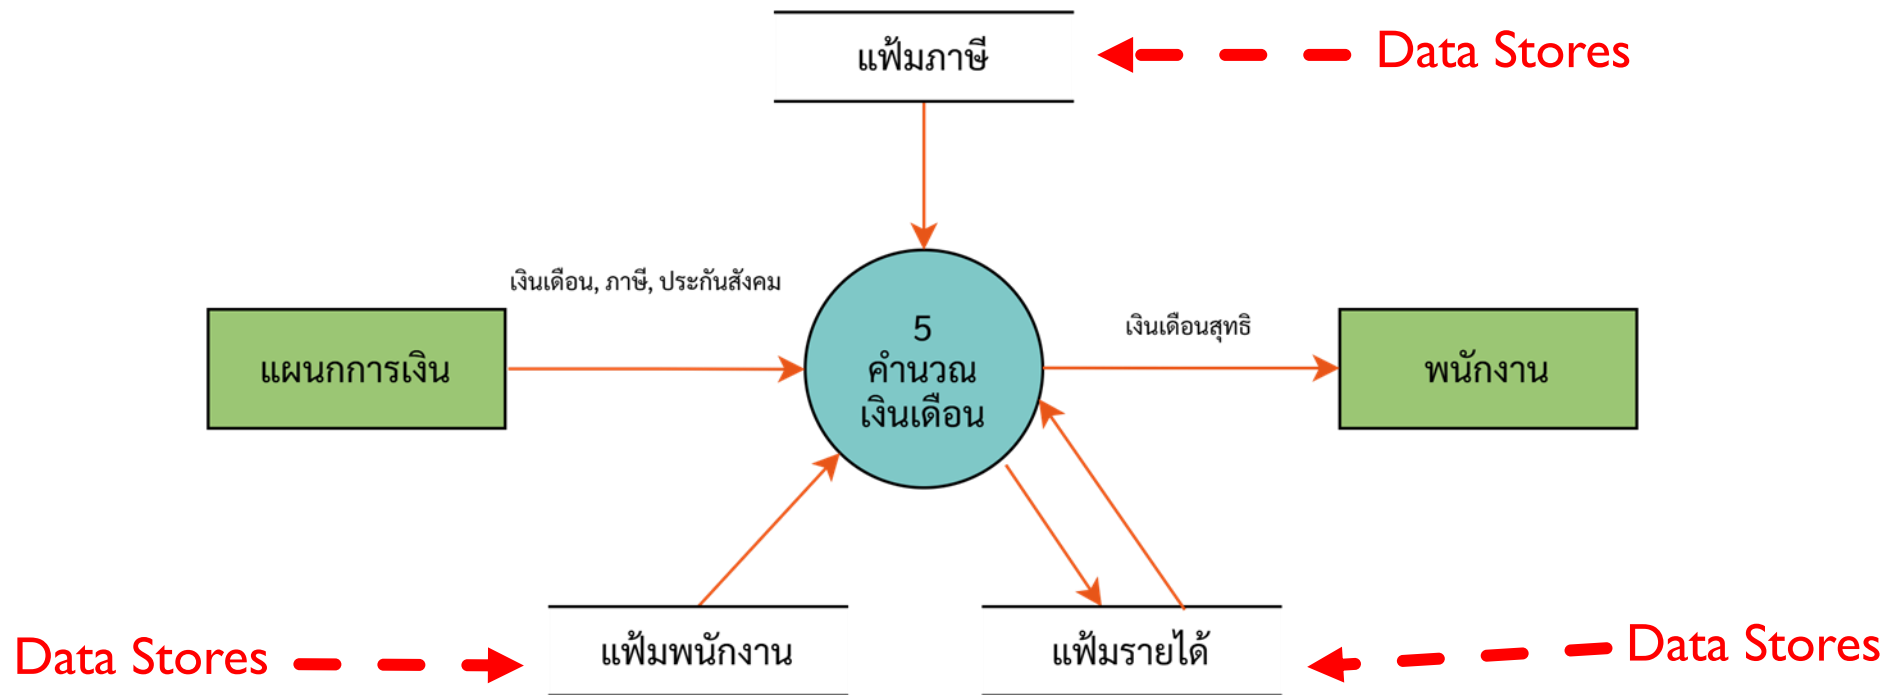 แฟ้มภาษี
Data Stores
เงินเดือน, ภาษี, ประกันสังคม
แผนกการเงิน
5
คำนวณ
เงินเดือน
เงินเดือนสุทธิ
พนักงาน
Data Stores
แฟ้มพนักงาน
แฟ้มรายได้
Data Stores